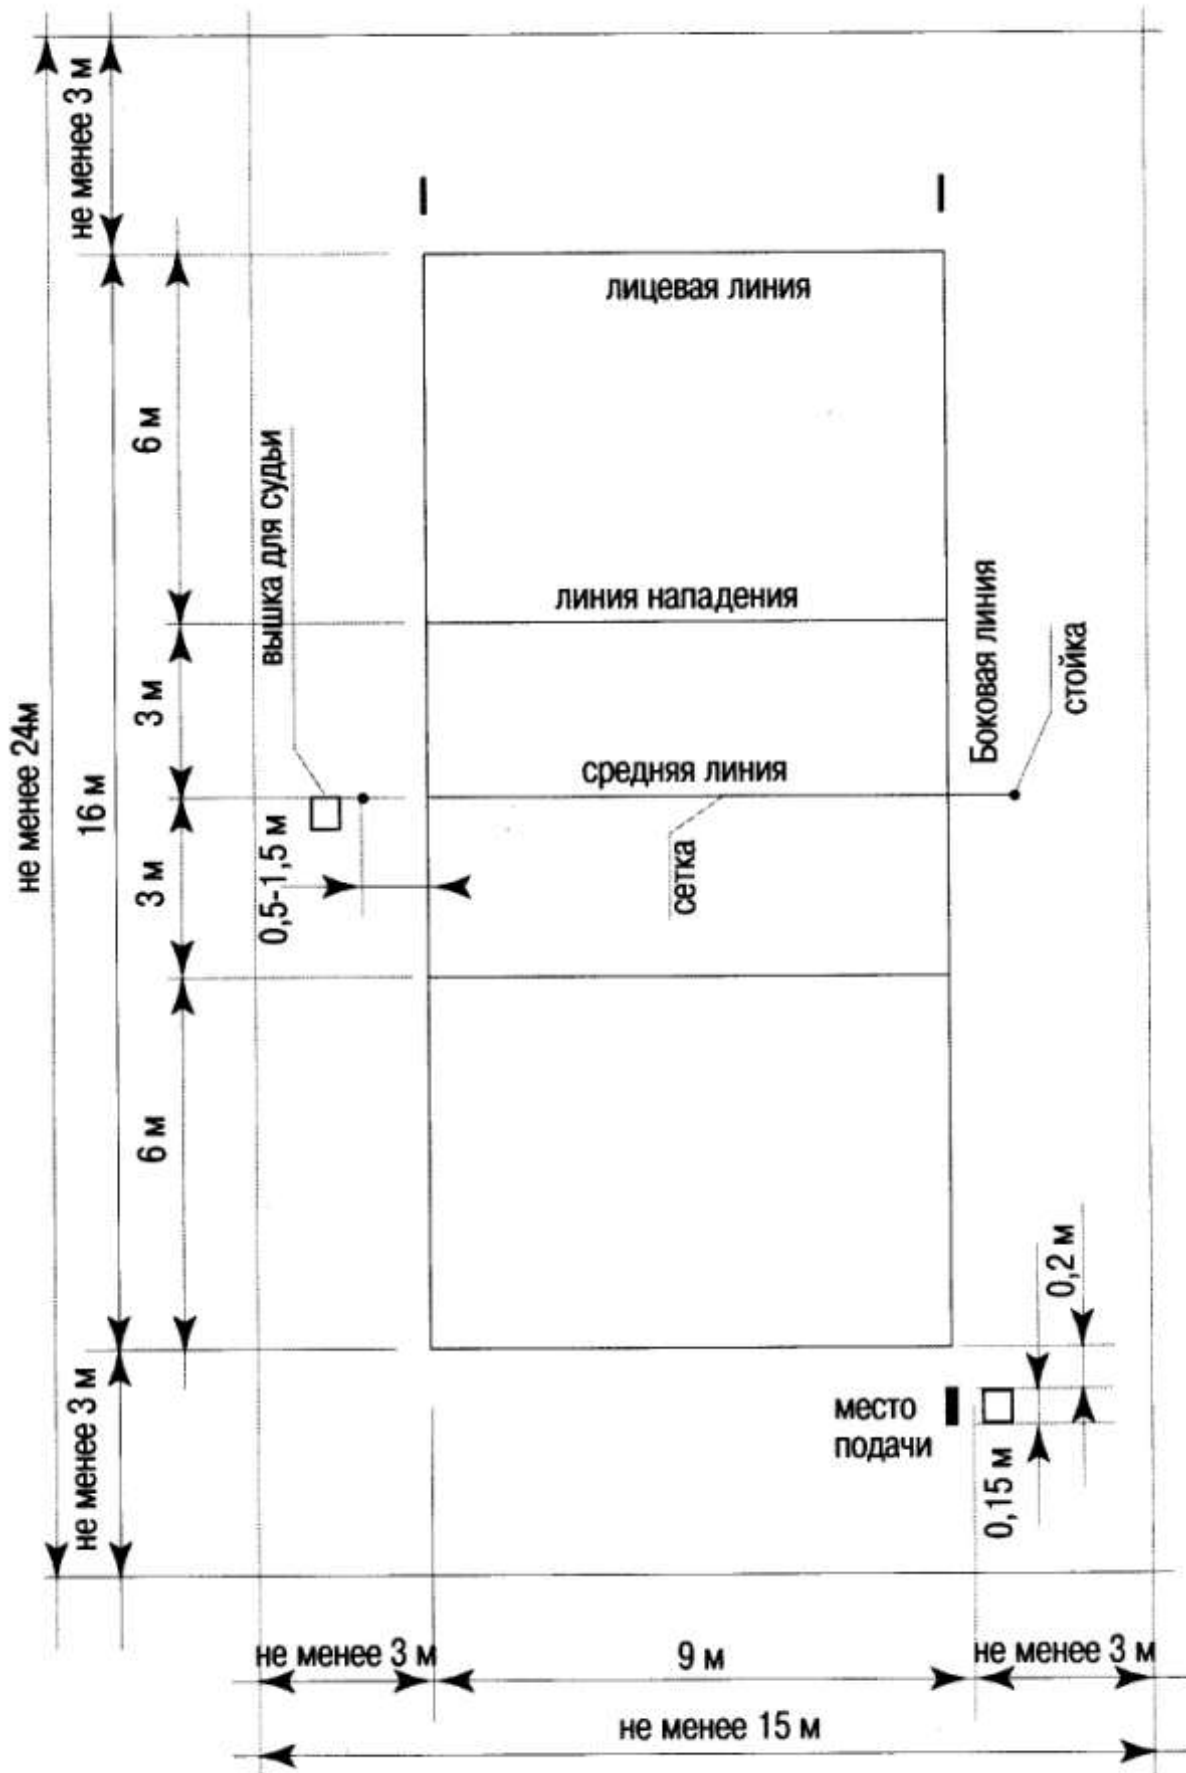 не менее 3 м
лицевая линия
6 м
вышка для судьи
линия нападения
Боковая линия
стойка
3 м
не менее 24м
16 м
средняя линия
сетка
3 м
0,5-1,5 м
6 м
0,2 м
не менее 3 м
место
подачи
0,15 м
не менее 3 м
9 м
не менее 3 м
не менее 15 м